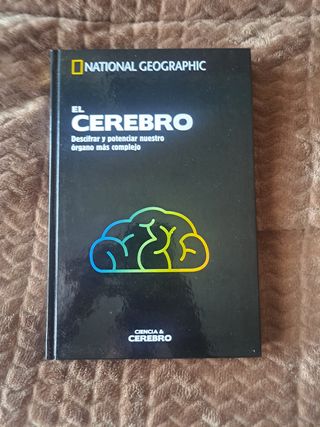 NATIONAL GEOGRAPHIC
EL
CEREBRO
Descifrar y potenciar nuestro
órgano más complejo
CIENCIA &
CEREBRO